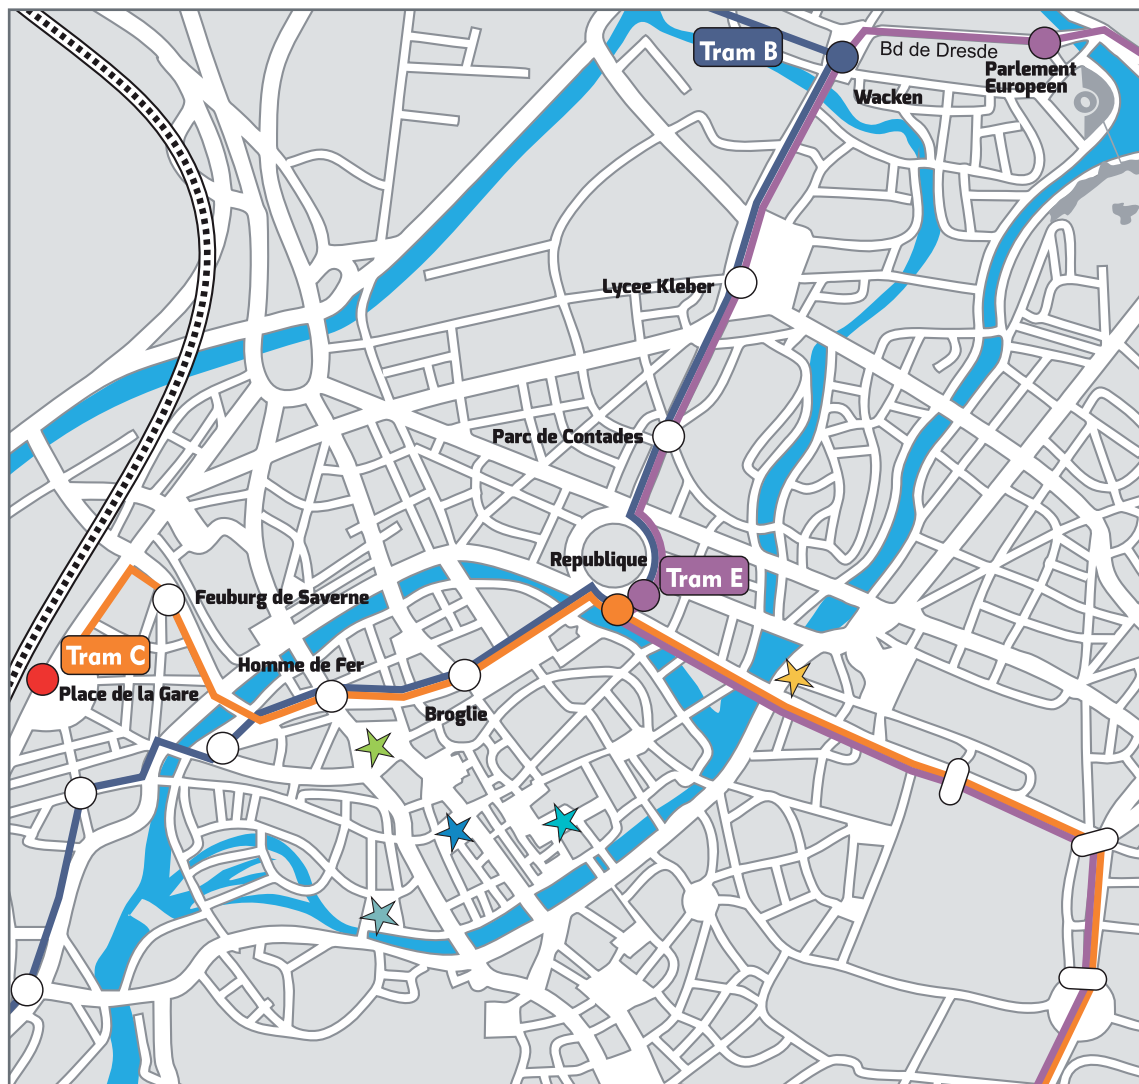 Tram B
Bd de Dresde
Parlement
Europeen
Wacken
Lycee Kleber
Parc de Contades
Republique
Tram E
Feuburg de Saverne
Tram C
Homme de Fer
Place de la Gare
Broglie